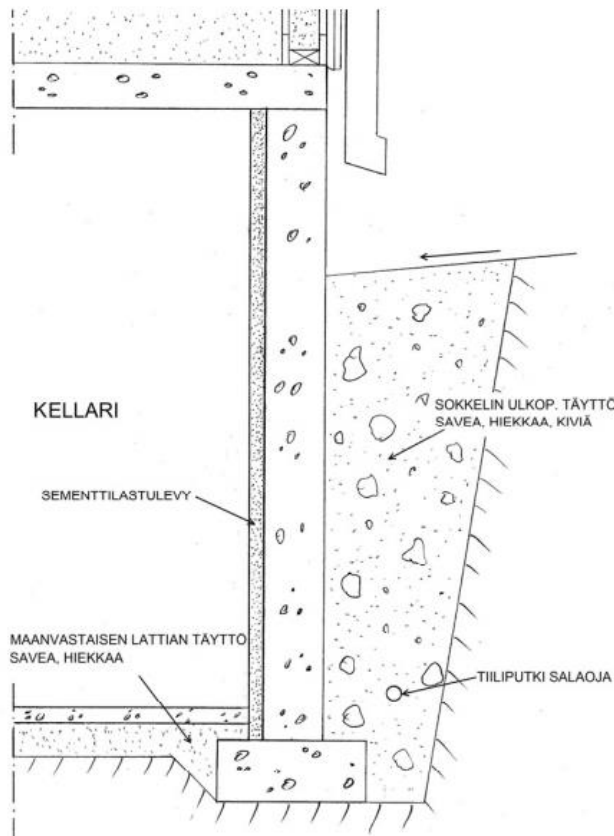 KELLARI
SOKKELIN ULKOP. TÄYTTÖ
SAVEA, HIEKKAA, KIVIÄ
SEMENTTILASTULEVY
MAANVASTAISEN LATTIAN TÄYTTÖ
SAVEA, HIEKKAA
TIILIPUTKI SALAOJA